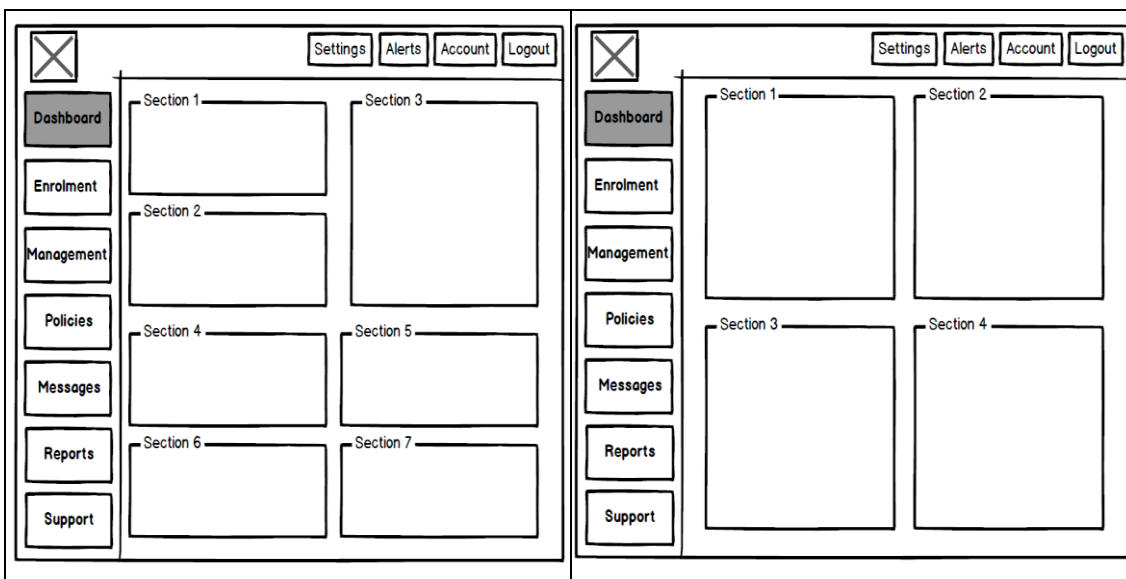 Settings Alerts Account Logout
Dashboard
Enrolment
Management
Policies
Messages
Reports
Support
Section 1
Section 3
Section 2
Section 4
Section 5
Section 6
Section 7
Settings Alerts Account Logout
Dashboard
Enrolment
Management
Policies
Messages
Reports
Support
Section 1
Section 2
Section 3
Section 4